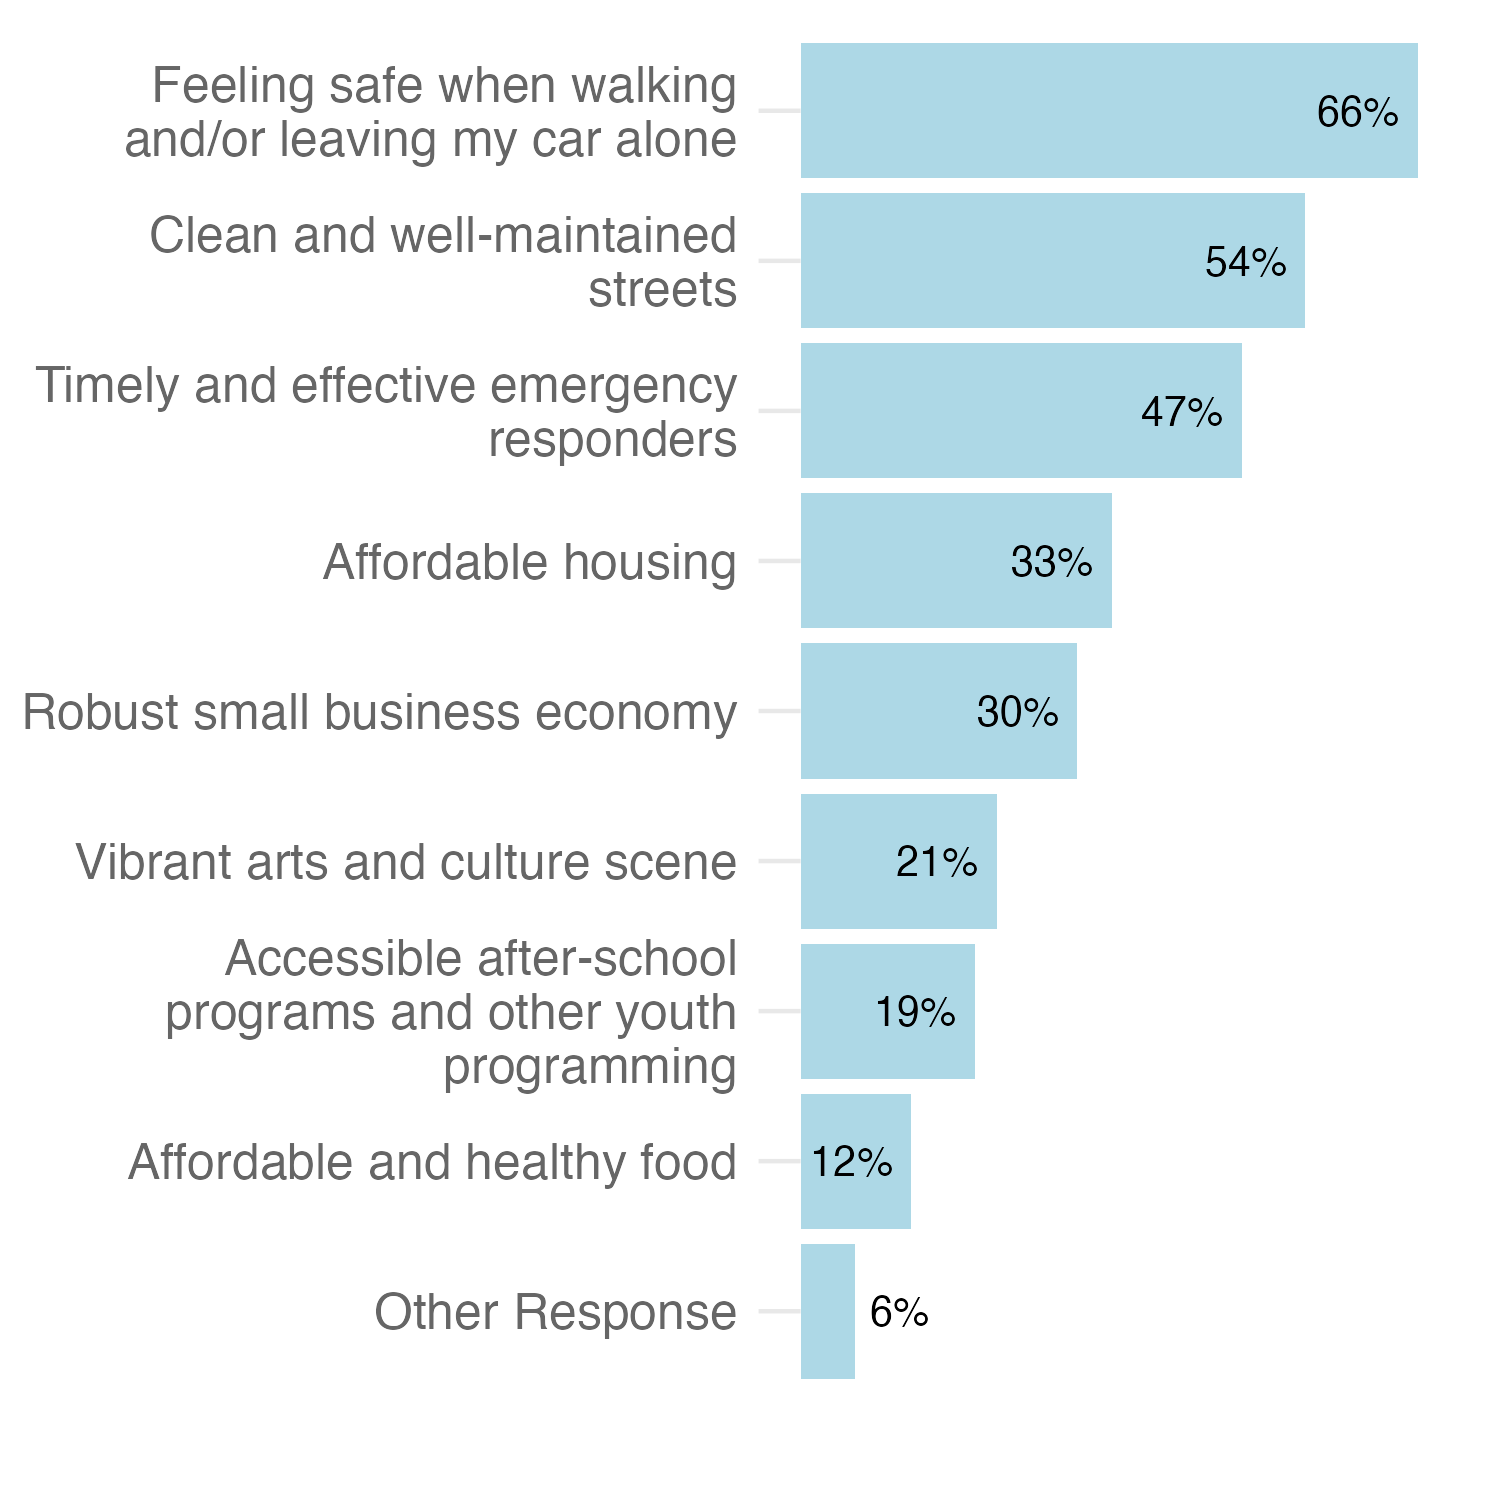 Feeling safe when walking
and/or leaving my car alone
66%
Clean and well-maintained
streets
54%
Timely and effective emergency
responders
47%
Affordable housing
33%
Robust small business economy
30%
Vibrant arts and culture scene
21%
Accessible after-school
programs and other youth
programming
19%
Affordable and healthy food
12%
Other Response
6%